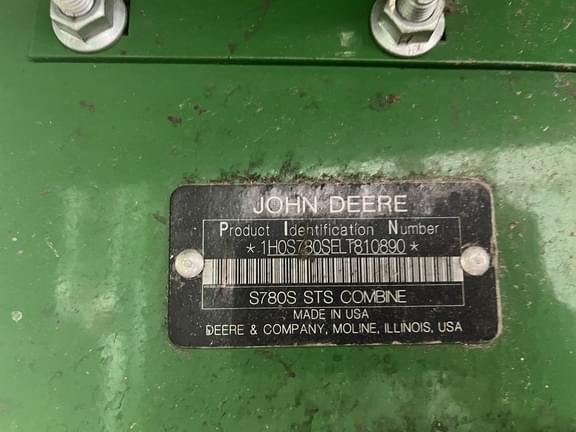 JOHN DEERE
Product Identification Number
*1H0S780SELT810890*
S780S STS COMBINE
MADE IN USA
DEERE & COMPANY, MOLINE, ILLINOIS, USA